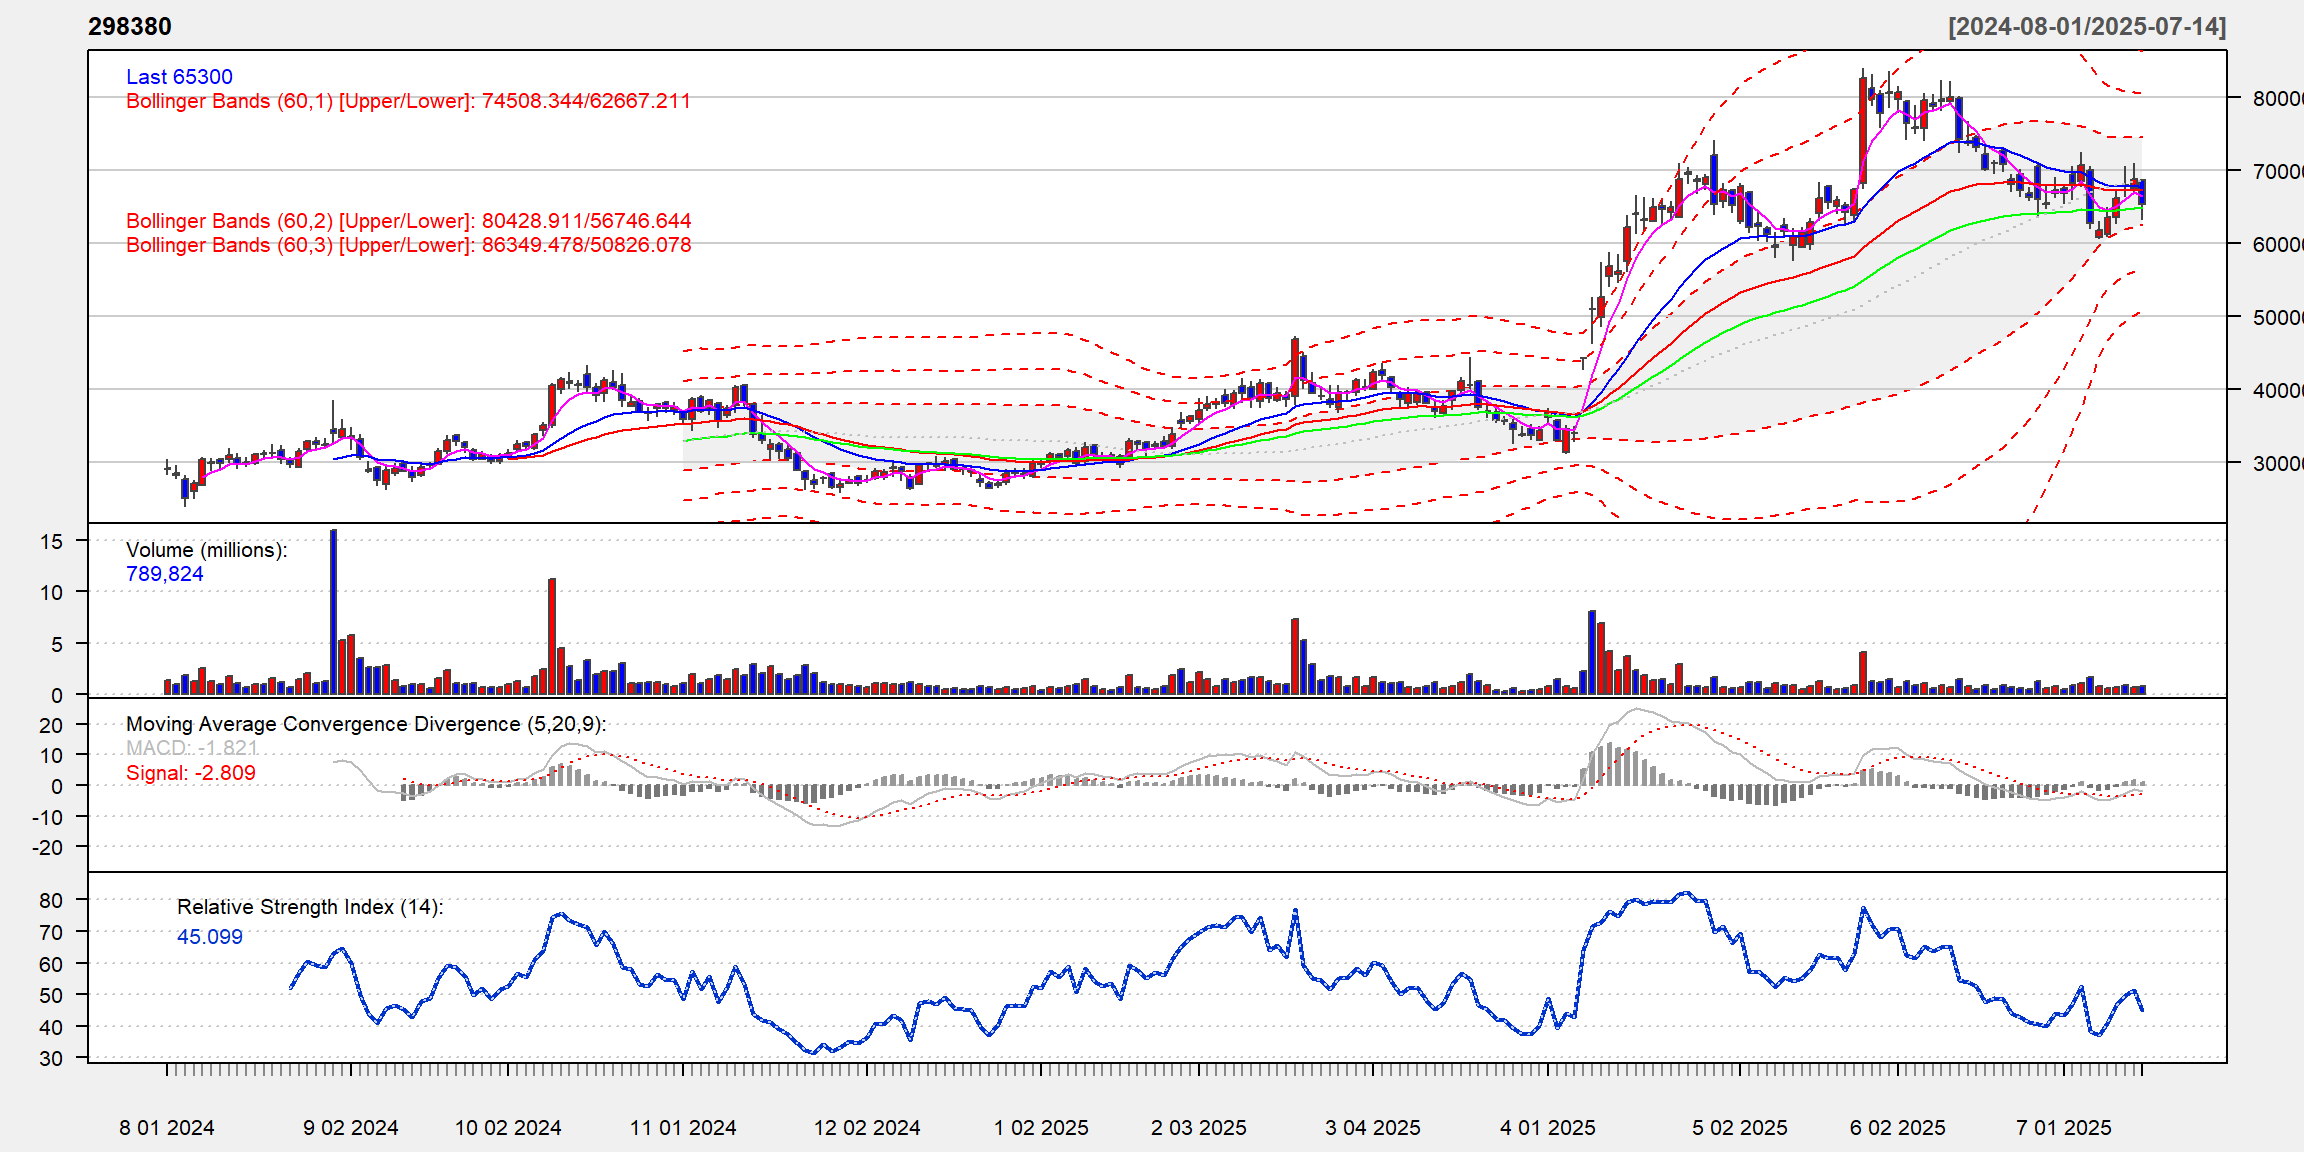 298380 [2024-08-01/2025-07-14]
Last 65300
Bollinger Bands (60,1) [Upper/Lower]: 74508.344/62667.211
Bollinger Bands (60,2) [Upper/Lower]: 80428.911/56746.644
Bollinger Bands (60,3) [Upper/Lower]: 86349.478/50826.078
80000
70000
60000
50000
40000
30000
Volume (millions):
789,824
15
10
5
0
Moving Average Convergence Divergence (5,20,9):
MACD: -1.821
Signal: -2.809
20
10
0
-10
-20
Relative Strength Index (14):
45.099
80
70
60
50
40
30
8 01 2024 9 02 2024 10 02 2024 11 01 2024 12 02 2024 1 02 2025 2 03 2025 3 04 2025 4 01 2025 5 02 2025 6 02 2025 7 01 2025